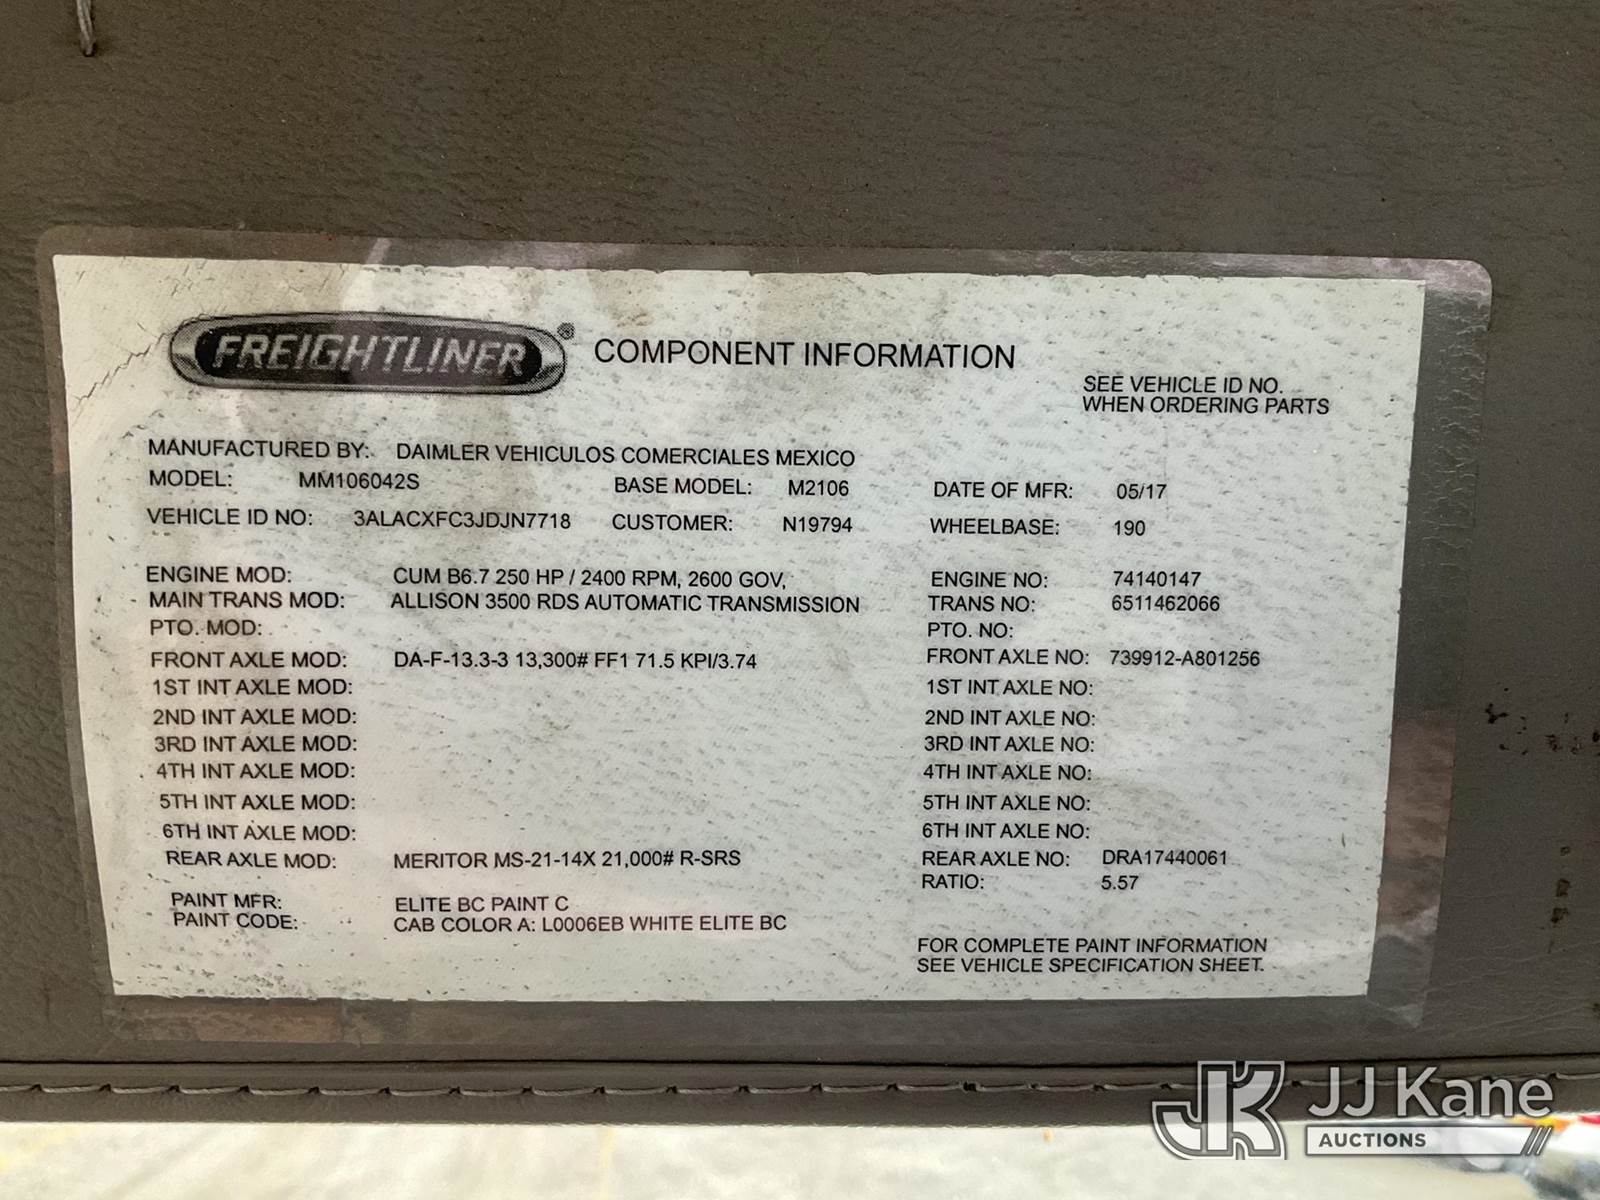 FREIGHTLINER® COMPONENT INFORMATION
SEE VEHICLE ID NO.
WHEN ORDERING PARTS
MANUFACTURED BY: DAIMLER VEHICULOS COMERCIALES MEXICO
MODEL: MM106042S BASE MODEL: M2106 DATE OF MFR: 05/17
VEHICLE ID NO: 3ALACXFC3JDJN7718 CUSTOMER: N19794 WHEELBASE: 190
ENGINE MOD: CUM B6.7 250 HP / 2400 RPM, 2600 GOV, ENGINE NO: 74140147
MAIN TRANS MOD: ALLISON 3500 RDS AUTOMATIC TRANSMISSION TRANS NO: 6511462066
PTO. MOD: PTO. NO:
FRONT AXLE MOD: DA-F-13.3-3 13,300# FF1 71.5 KPI/3.74 FRONT AXLE NO: 739912-A801256
1ST INT AXLE MOD: 1ST INT AXLE NO:
2ND INT AXLE MOD: 2ND INT AXLE NO:
3RD INT AXLE MOD: 3RD INT AXLE NO:
4TH INT AXLE MOD: 4TH INT AXLE NO:
5TH INT AXLE MOD: 5TH INT AXLE NO:
6TH INT AXLE MOD: 6TH INT AXLE NO:
REAR AXLE MOD: MERITOR MS-21-14X 21,000# R-SRS REAR AXLE NO: DRA17440061
RATIO: 5.57
PAINT MFR: ELITE BC PAINT C
PAINT CODE: CAB COLOR A: L0006EB WHITE ELITE BC
FOR COMPLETE PAINT INFORMATION
SEE VEHICLE SPECIFICATION SHEET.
JK JJ Kane
AUCTIONS